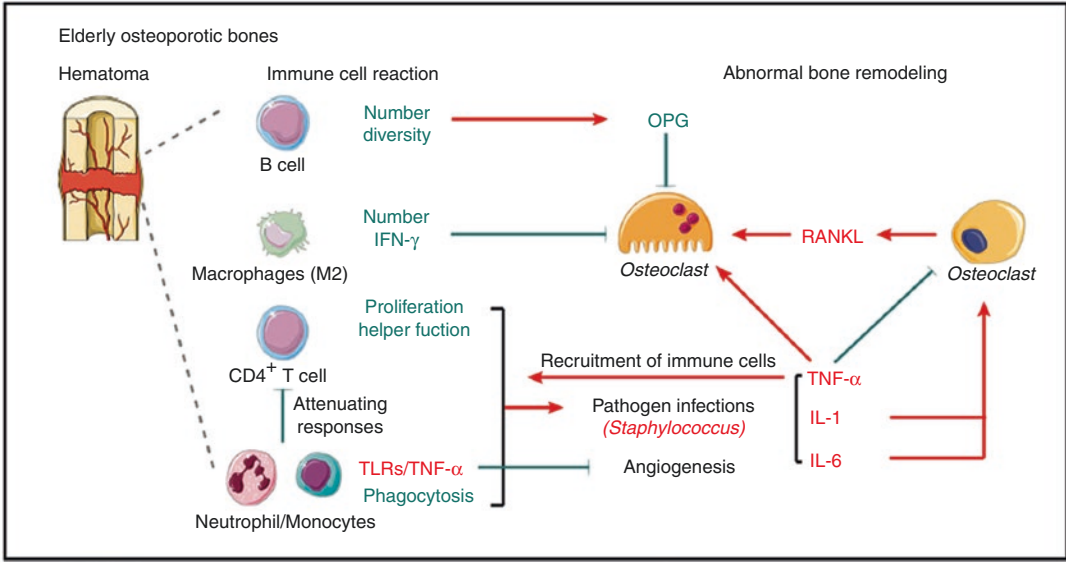 Elderly osteoporotic bones
Hematoma
Immune cell reaction
Abnormal bone remodeling
Number
diversity
OPG
B cell
Number
IFN-γ
Macrophages (M2)
RANKL
Osteoclast
Osteoclast
Proliferation
helper fuction
CD4+ T cell
Recruitment of immune cells
TNF-α
Attenuating
responses
Pathogen infections
(Staphylococcus)
IL-1
TLRs/TNF-α
Phagocytosis
Angiogenesis
IL-6
Neutrophil/Monocytes